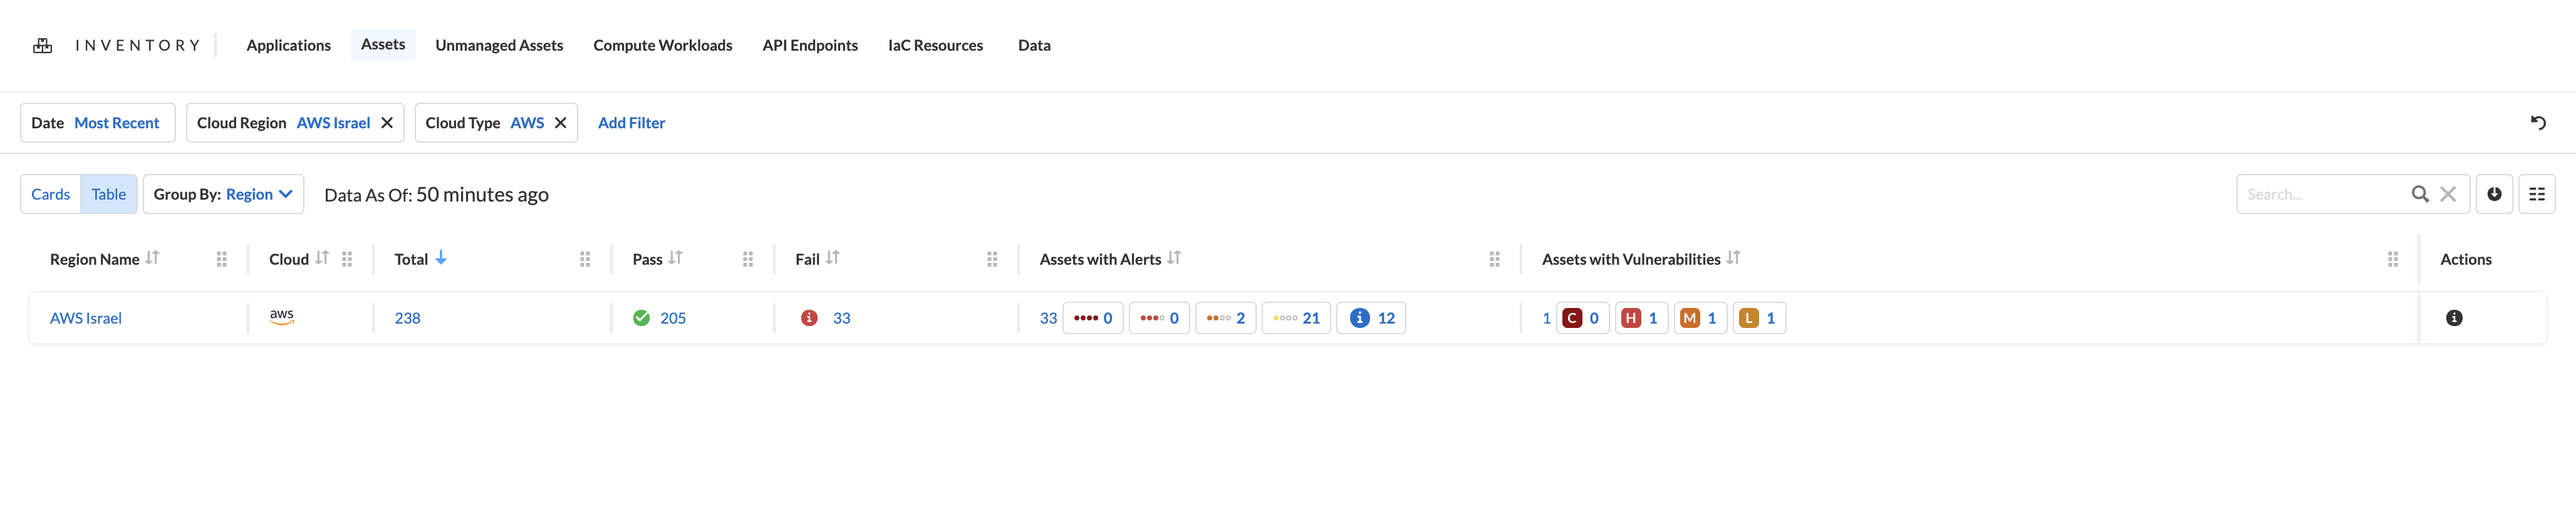 INVENTORY Applications Assets Unmanaged Assets Compute Workloads API Endpoints IaC Resources Data
Date Most Recent Cloud Region AWS Israel Cloud Type AWS Add Filter
Cards Table Group By: Region Data As Of: 50 minutes ago Search...
Region Name Cloud Total Pass Fail Assets with Alerts Assets with Vulnerabilities Actions
AWS Israel aws 238 205 33 33 0 0 2 21 12 1 C 0 H 1 M 1 L 1